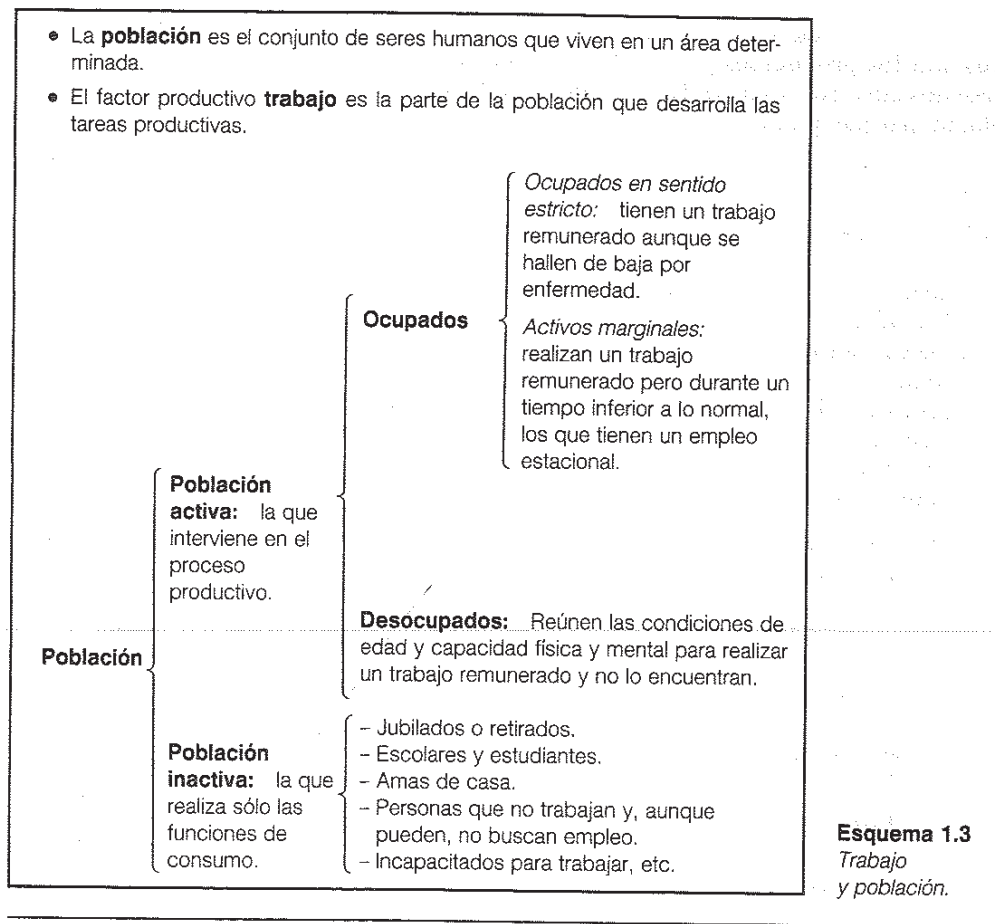 • La población es el conjunto de seres humanos que viven en un área deter-
minada.
• El factor productivo trabajo es la parte de la población que desarrolla las
tareas productivas.
Ocupados en sentido
estricto: tienen un trabajo
remunerado aunque se
hallen de baja por
enfermedad.
Ocupados
Activos marginales:
realizan un trabajo
remunerado pero durante un
tiempo inferior a lo normal,
los que tienen un empleo
estacional.
Población
activa: la que
interviene en el
proceso
productivo.
Desocupados: Reúnen las condiciones de
edad y capacidad física y mental para realizar
un trabajo remunerado y no lo encuentran.
Población
Población
inactiva: la que
realiza sólo las
funciones de
consumo.
– Jubilados o retirados.
– Escolares y estudiantes.
– Amas de casa.
– Personas que no trabajan y, aunque
pueden, no buscan empleo.
– Incapacitados para trabajar, etc.
Esquema 1.3
Trabajo
y población.